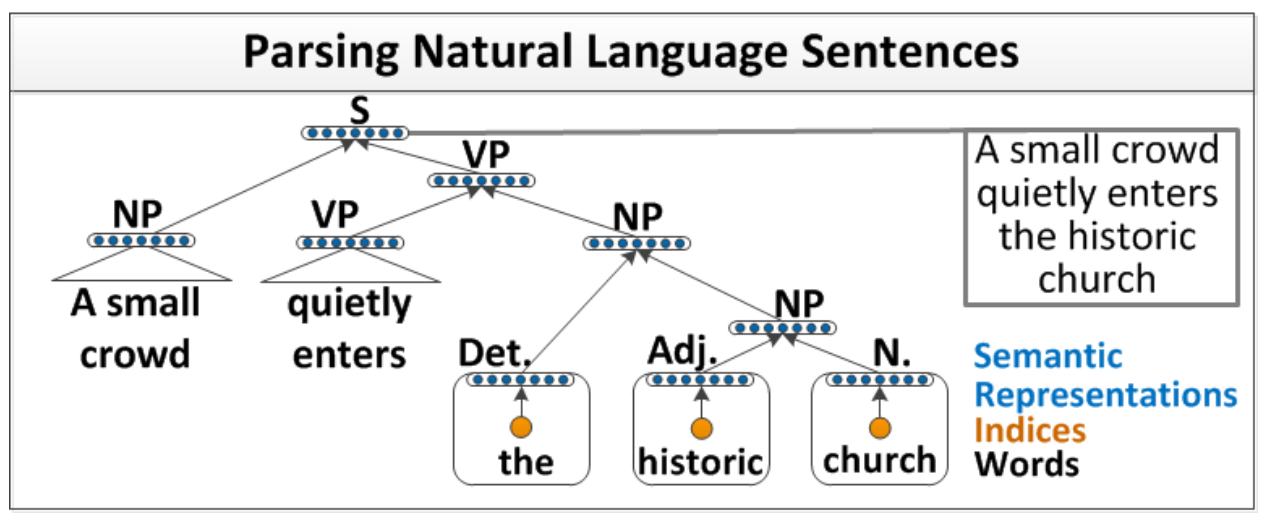 Parsing Natural Language Sentences
S
VP
NP
VP
NP
A small
crowd
quietly
enters
NP
Det.
Adj.
N.
the
historic
church
A small crowd
quietly enters
the historic
church
Semantic
Representations
Indices
Words